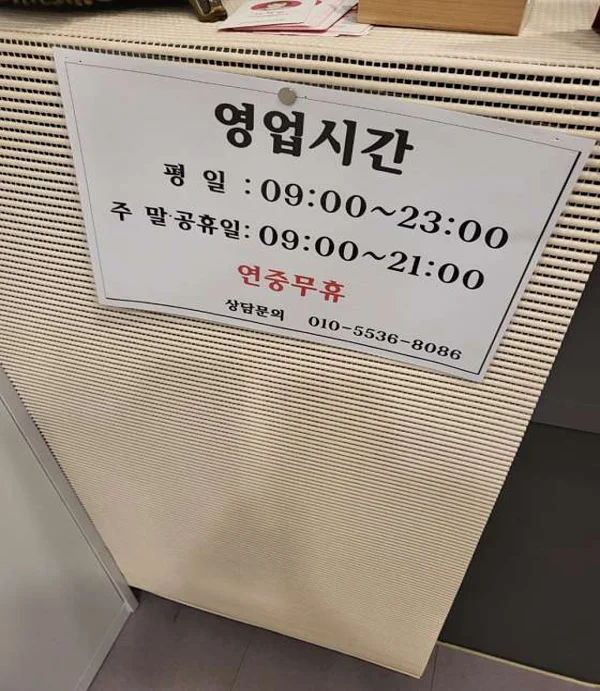 영업시간
평 일 : 09:00~23:00
주 말·공휴일: 09:00~21:00
연중무휴
상담문의 010-5536-8086